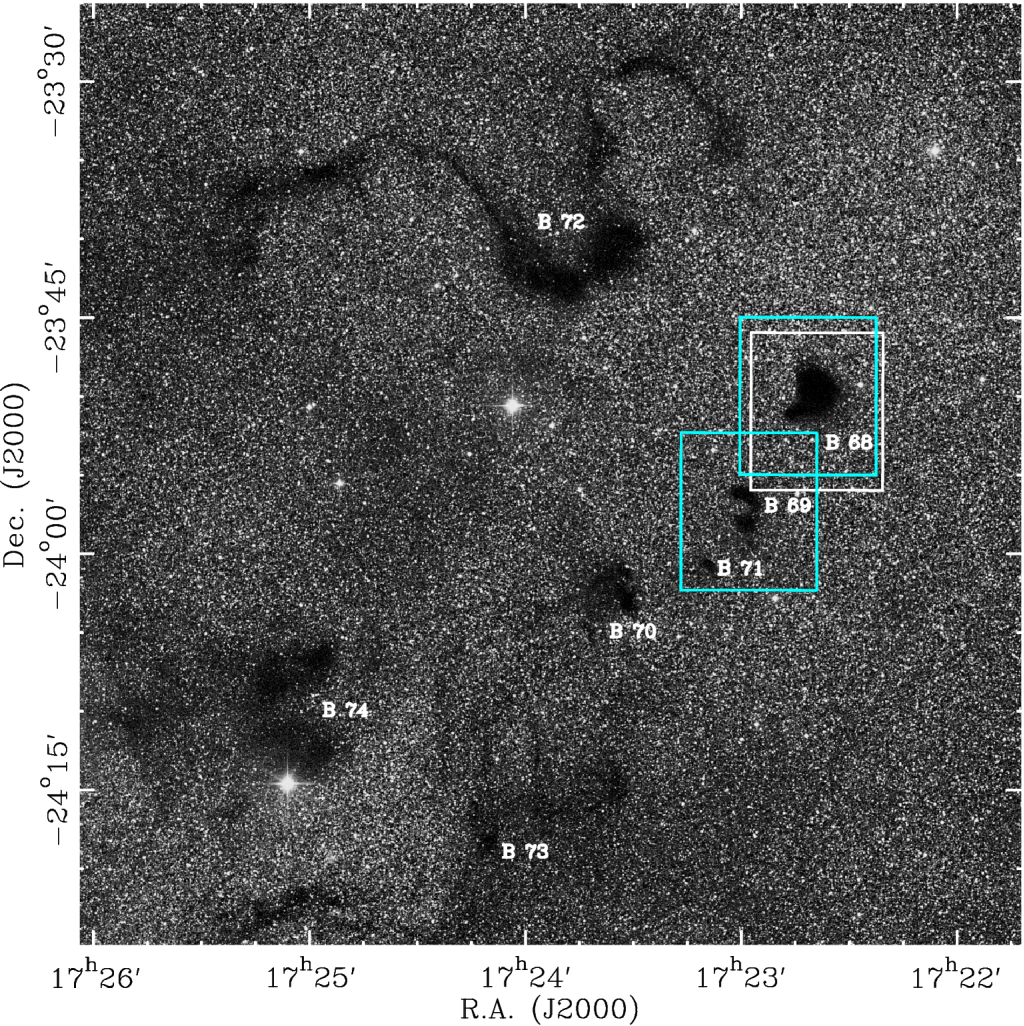 −23°30′
B 72
−23°45′
B 68
Dec. (J2000)
B 69
−24°00′
B 71
B 70
B 74
−24°15′
B 73
17ʰ26′ 17ʰ25′ 17ʰ24′ 17ʰ23′ 17ʰ22′
R.A. (J2000)